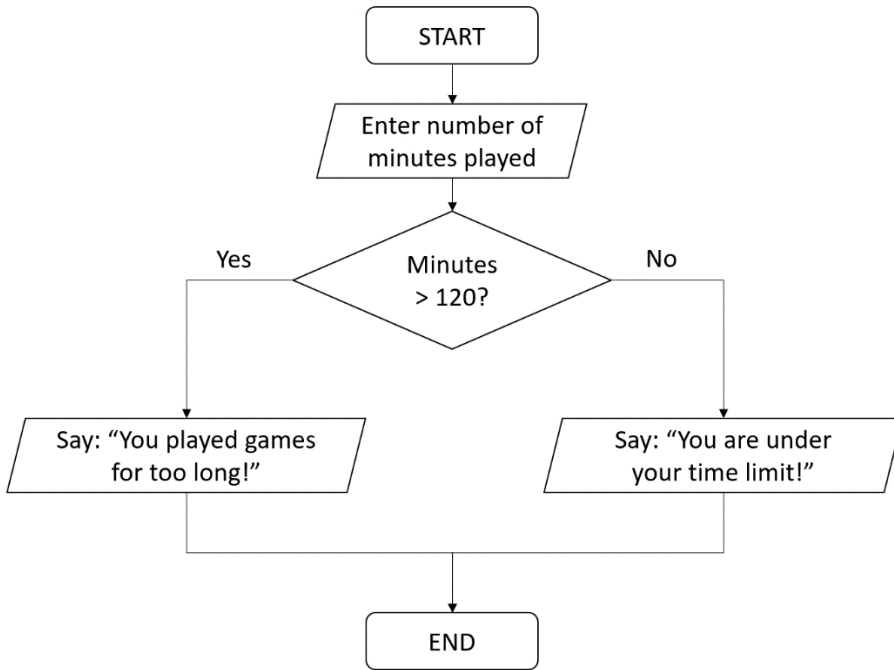 START
Enter number of
minutes played
Yes
Minutes
> 120?
No
Say: “You played games
for too long!”
Say: “You are under
your time limit!”
END